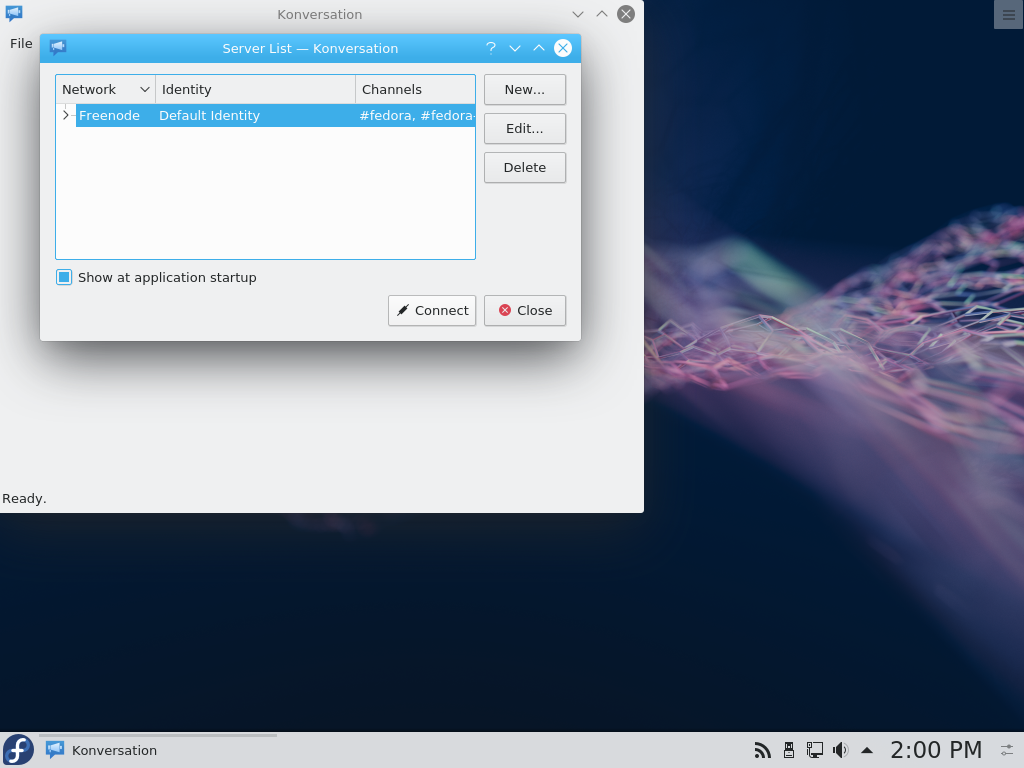 Konversation
File
Server List — Konversation
Network Identity Channels
Freenode Default Identity #fedora, #fedora-
New...
Edit...
Delete
Show at application startup
Connect Close
Ready.
Konversation 2:00 PM